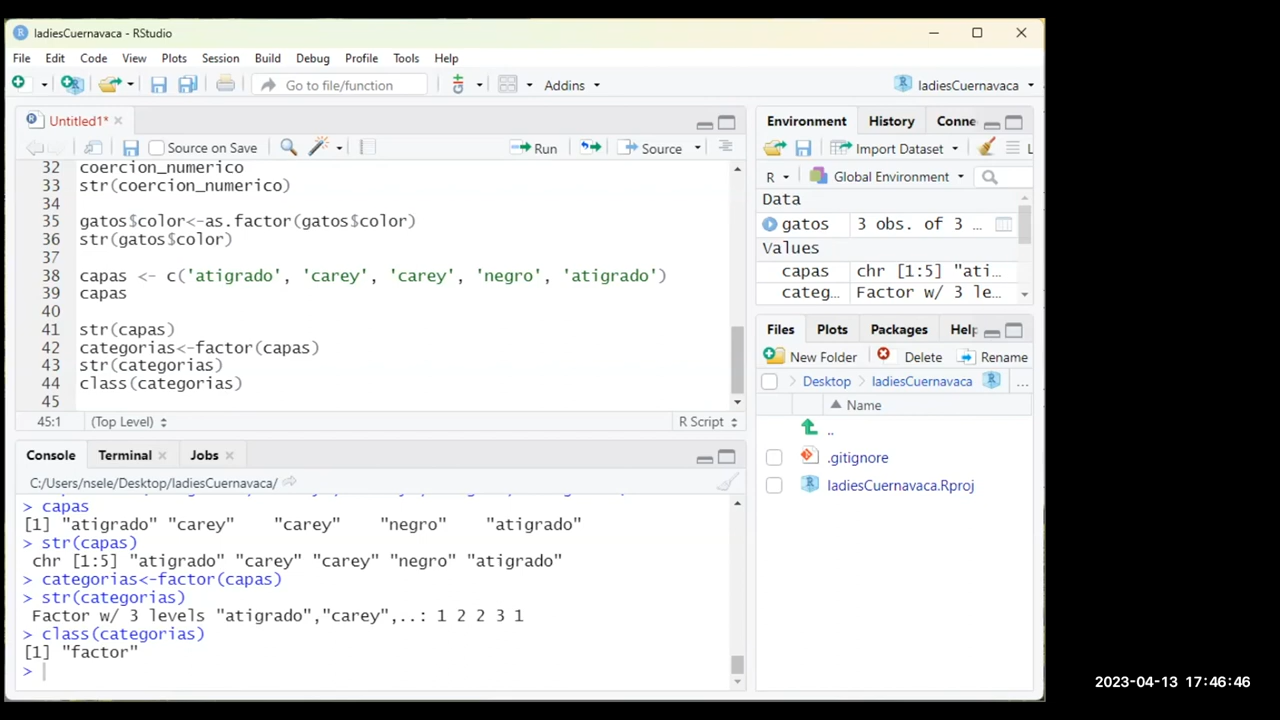 ladiesCuernavaca - RStudio
File Edit Code View Plots Session Build Debug Profile Tools Help
Go to file/function Addins ladiesCuernavaca
Untitled1*
Source on Save Run Source
32 coercion_numerico
33 str(coercion_numerico)
34
35 gatos$color<-as.factor(gatos$color)
36 str(gatos$color)
37
38 capas <- c('atigrado', 'carey', 'carey', 'negro', 'atigrado')
39 capas
40
41 str(capas)
42 categorias<-factor(capas)
43 str(categorias)
44 class(categorias)
45
45:1 (Top Level) R Script
Console Terminal Jobs
C:/Users/nsele/Desktop/ladiesCuernavaca/
> capas
[1] "atigrado" "carey" "carey" "negro" "atigrado"
> str(capas)
chr [1:5] "atigrado" "carey" "carey" "negro" "atigrado"
> categorias<-factor(capas)
> str(categorias)
Factor w/ 3 levels "atigrado","carey",..: 1 2 2 3 1
> class(categorias)
[1] "factor"
>
Environment History Conne
Import Dataset L
R Global Environment
Data
gatos 3 obs. of 3 …
Values
capas chr [1:5] "ati…
categ… Factor w/ 3 le…
Files Plots Packages Help
New Folder Delete Rename
Desktop ladiesCuernavaca ...
Name
..
.gitignore
ladiesCuernavaca.Rproj
2023-04-13 17:46:46